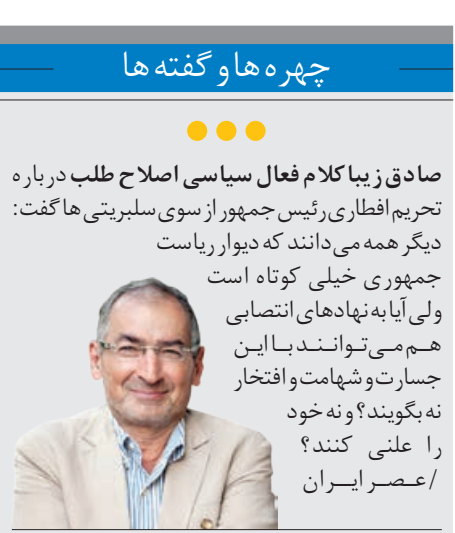 چهره‌ها و گفته‌ها
صادق زیباکلام فعال سیاسی اصلاح طلب درباره
تحریم افطاری رئیس جمهور از سوی سلبریتی‌ها گفت:
دیگر همه می‌دانند که دیوار ریاست
جمهوری خیلی کوتاه است
ولی آیا به نهادهای انتصابی
هم می‌توانند با این
جسارت و شهامت و افتخار
نه بگویند؟ و نه خود
را علنی کنند؟
/عصر ایران